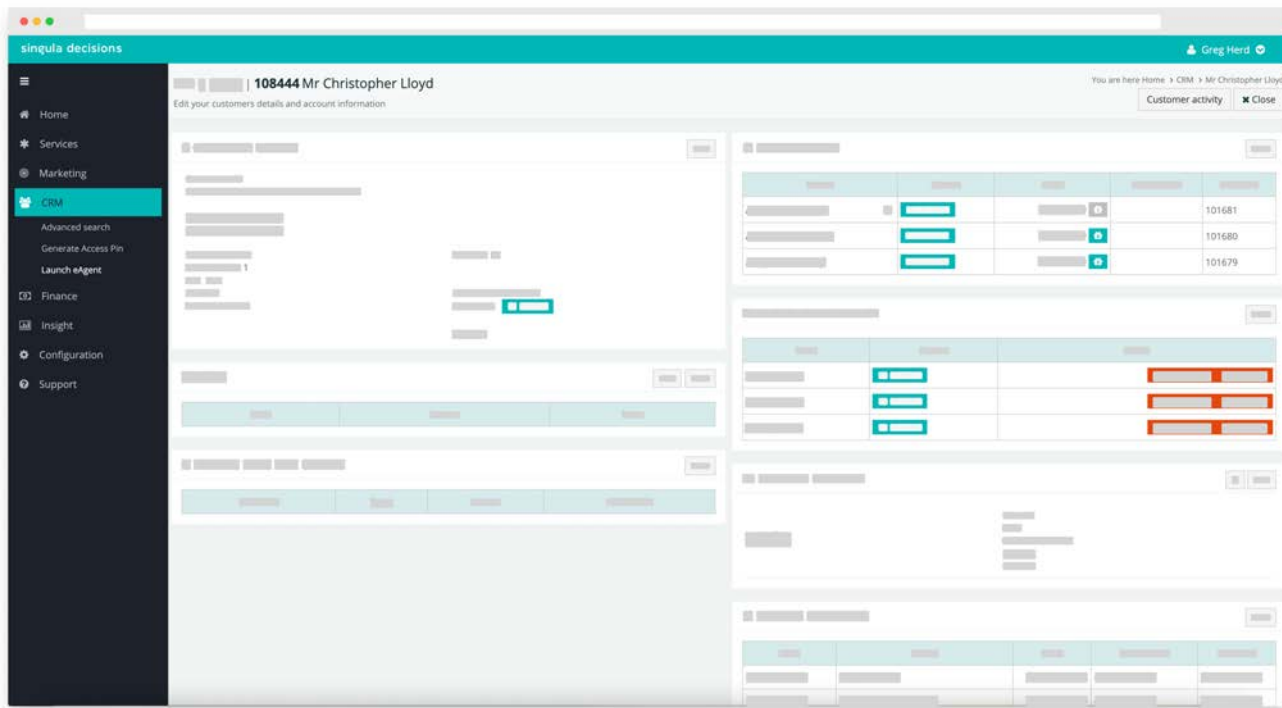 singula decisions
Greg Herd
108444 Mr Christopher Lloyd
Edit your customers details and account information
You are here Home > CRM > Mr Christopher Lloyd
Customer activity
Close
Home
Services
Marketing
CRM
Advanced search
Generate Access Pin
Launch eAgent
Finance
Insight
Configuration
Support
1
101681
101680
101679